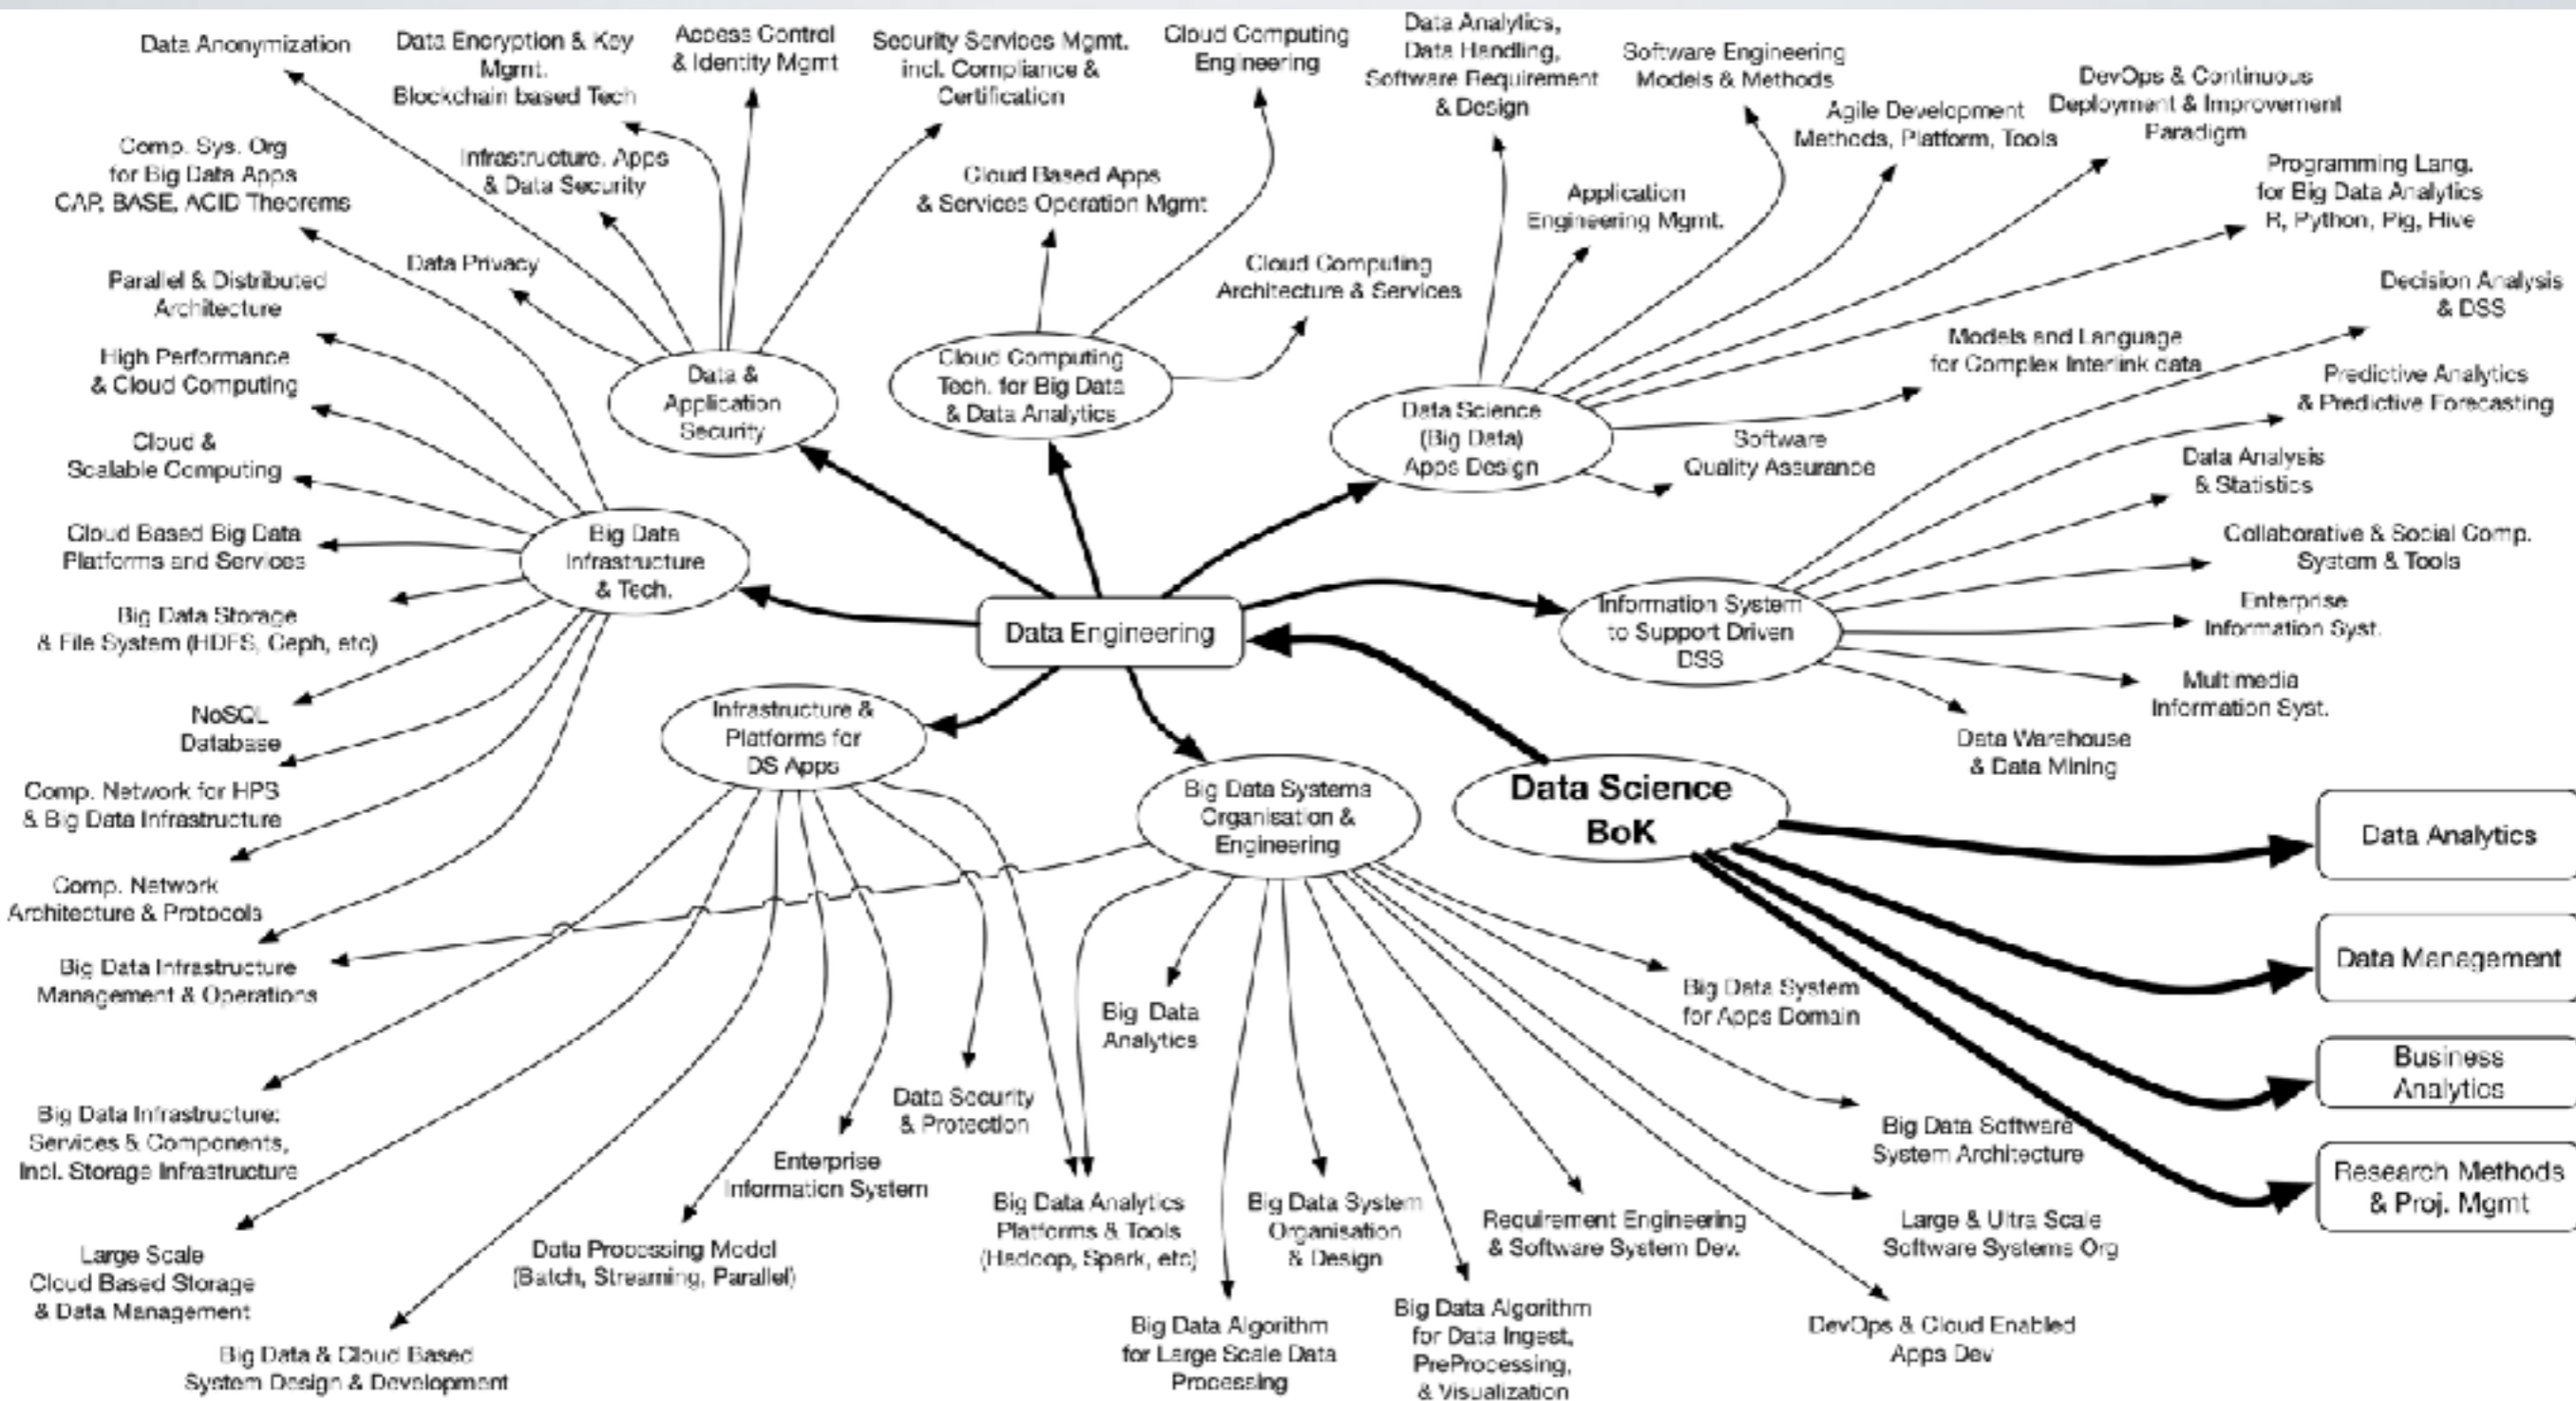 Data Anonymization
Data Encryption & Key
Mgmt.
Blockchain based Tech
Access Control
& Identity Mgmt
Security Services Mgmt.
incl. Compliance &
Certification
Cloud Computing
Engineering
Data Analytics,
Data Handling,
Software Requirement
& Design
Software Engineering
Models & Methods
Agile Development
Methods, Platform, Tools
DevOps & Continuous
Deployment & Improvement
Paradigm
Programming Lang.
for Big Data Analytics
R, Python, Pig, Hive
Comp. Sys. Org
for Big Data Apps
CAP, BASE, ACID Theorems
Infrastructure, Apps
& Data Security
Cloud Based Apps
& Services Operation Mgmt
Application
Engineering Mgmt.
Data Privacy
Cloud Computing
Architecture & Services
Decision Analysis
& DSS
Parallel & Distributed
Architecture
Models and Language
for Complex Interlink data
High Performance
& Cloud Computing
Data &
Application
Security
Cloud Computing
Tech. for Big Data
& Data Analytics
Data Science
(Big Data)
Apps Design
Predictive Analytics
& Predictive Forecasting
Cloud &
Scalable Computing
Software
Quality Assurance
Data Analysis
& Statistics
Cloud Based Big Data
Platforms and Services
Big Data
Infrastructure
& Tech.
Collaborative & Social Comp.
System & Tools
Big Data Storage
& File System (HDFS, Ceph, etc)
Data Engineering
Information System
to Support Driven
DSS
Enterprise
Information Syst.
Multimedia
Information Syst.
Data Warehouse
& Data Mining
NoSQL
Database
Infrastructure &
Platforms for
DS Apps
Big Data Systems
Organisation &
Engineering
Data Science
BoK
Data Analytics
Comp. Network for HPS
& Big Data Infrastructure
Comp. Network
Architecture & Protocols
Data Management
Big Data Infrastructure
Management & Operations
Big Data
Analytics
Big Data System
for Apps Domain
Business
Analytics
Big Data Infrastructure:
Services & Components,
Incl. Storage Infrastructure
Data Security
& Protection
Big Data Software
System Architecture
Enterprise
Information System
Research Methods
& Proj. Mgmt
Large Scale
Cloud Based Storage
& Data Management
Data Processing Model
(Batch, Streaming, Parallel)
Big Data Analytics
Platforms & Tools
(Hadoop, Spark, etc)
Big Data System
Organisation
& Design
Requirement Engineering
& Software System Dev.
Large & Ultra Scale
Software Systems Org
Big Data & Cloud Based
System Design & Development
Big Data Algorithm
for Large Scale Data
Processing
Big Data Algorithm
for Data Ingest,
PreProcessing,
& Visualization
DevOps & Cloud Enabled
Apps Dev